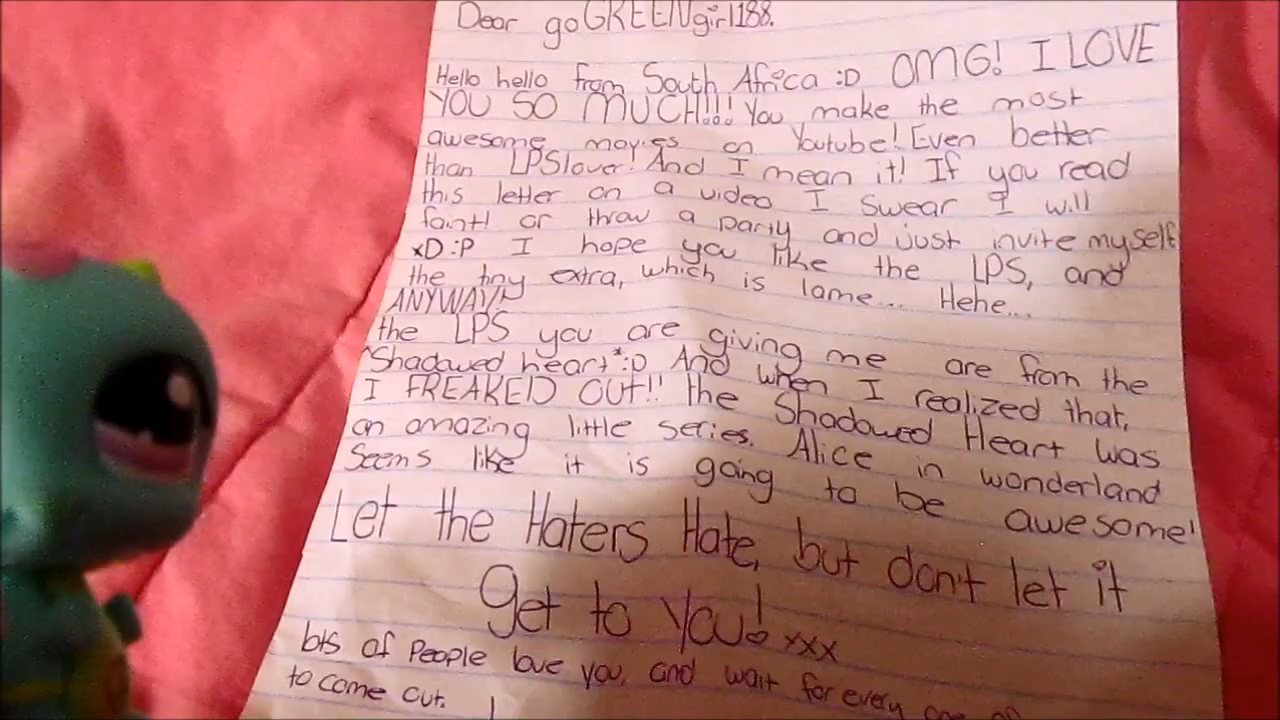 Dear goGREENgirl188.
Hello hello from South Africa :D OMG! I LOVE
YOU SO MUCH!!! You make the most
awesome movies on Youtube! Even better
than LPSlover! And I mean it! If you read
this letter on a video I swear I will
faint! or throw a party and just invite myself
xD :P I hope you like the LPS, and
the tiny extra, which is lame... Hehe...
ANYWAY
the LPS you are giving me are from the
*Shadowed heart* :D And when I realized that,
I FREAKED OUT!! the Shadowed Heart was
an amazing little series. Alice in wonderland
Seems like it is going to be awesome!
Let the Haters Hate, but don't let it
get to you! xxx
lots of people love you, and wait for every one of
to come out.